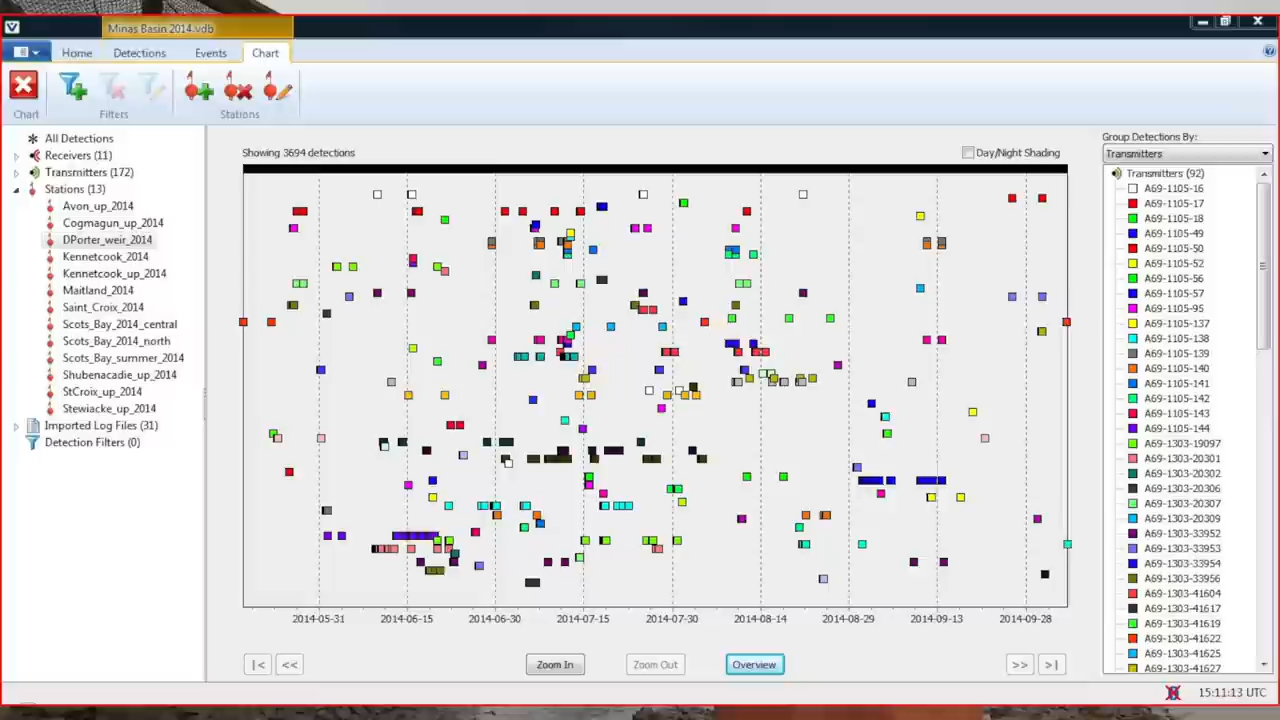 Minas Basin 2014.vdb
Home Detections Events Chart
Chart Filters Stations
All Detections
Receivers (11)
Transmitters (172)
Stations (13)
Avon_up_2014
Cogmagun_up_2014
DPorter_weir_2014
Kennetcook_2014
Kennetcook_up_2014
Maitland_2014
Saint_Croix_2014
Scots_Bay_2014_central
Scots_Bay_2014_north
Scots_Bay_summer_2014
Shubenacadie_up_2014
StCroix_up_2014
Stewiacke_up_2014
Imported Log Files (31)
Detection Filters (0)
Showing 3694 detections
Day/Night Shading
2014-05-31 2014-06-15 2014-06-30 2014-07-15 2014-07-30 2014-08-14 2014-08-29 2014-09-13 2014-09-28
|< << Zoom In Zoom Out Overview >> >|
Group Detections By:
Transmitters
Transmitters (92)
A69-1105-16
A69-1105-17
A69-1105-18
A69-1105-49
A69-1105-50
A69-1105-52
A69-1105-56
A69-1105-57
A69-1105-95
A69-1105-137
A69-1105-138
A69-1105-139
A69-1105-140
A69-1105-141
A69-1105-142
A69-1105-143
A69-1105-144
A69-1303-19097
A69-1303-20301
A69-1303-20302
A69-1303-20306
A69-1303-20307
A69-1303-20309
A69-1303-33952
A69-1303-33953
A69-1303-33954
A69-1303-33956
A69-1303-41604
A69-1303-41617
A69-1303-41619
A69-1303-41622
A69-1303-41625
A69-1303-41627
15:11:13 UTC